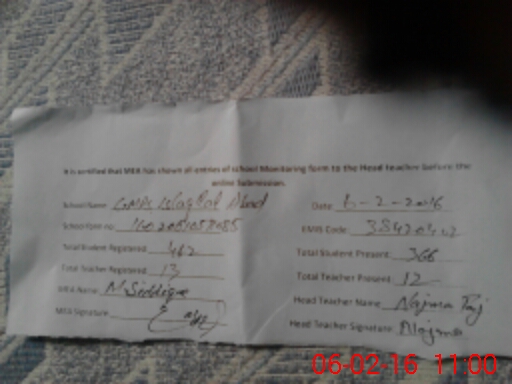 It is certified that MEA has shown all entries of school Monitoring form to the Head teacher before the
online Submission.
School Name GMPS Abad
Date 6-2-2016
School form no
EMIS Code
Total Student Registered 462
Total Student Present 366
Total Teacher Registered 13
Total Teacher Present 12
MEA Name M Siddique
Head Teacher Name Najma Taj
MEA Signature
Head Teacher Signature Najma
06-02-16 11:00